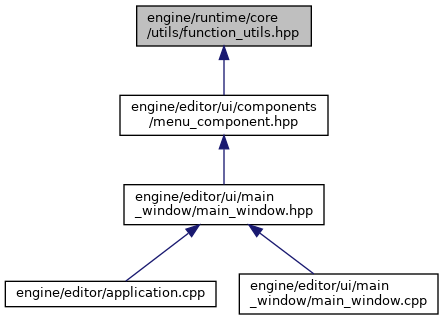 engine/runtime/core
/utils/function_utils.hpp
engine/editor/ui/components
/menu_component.hpp
engine/editor/ui/main
_window/main_window.hpp
engine/editor/application.cpp
engine/editor/ui/main
_window/main_window.cpp